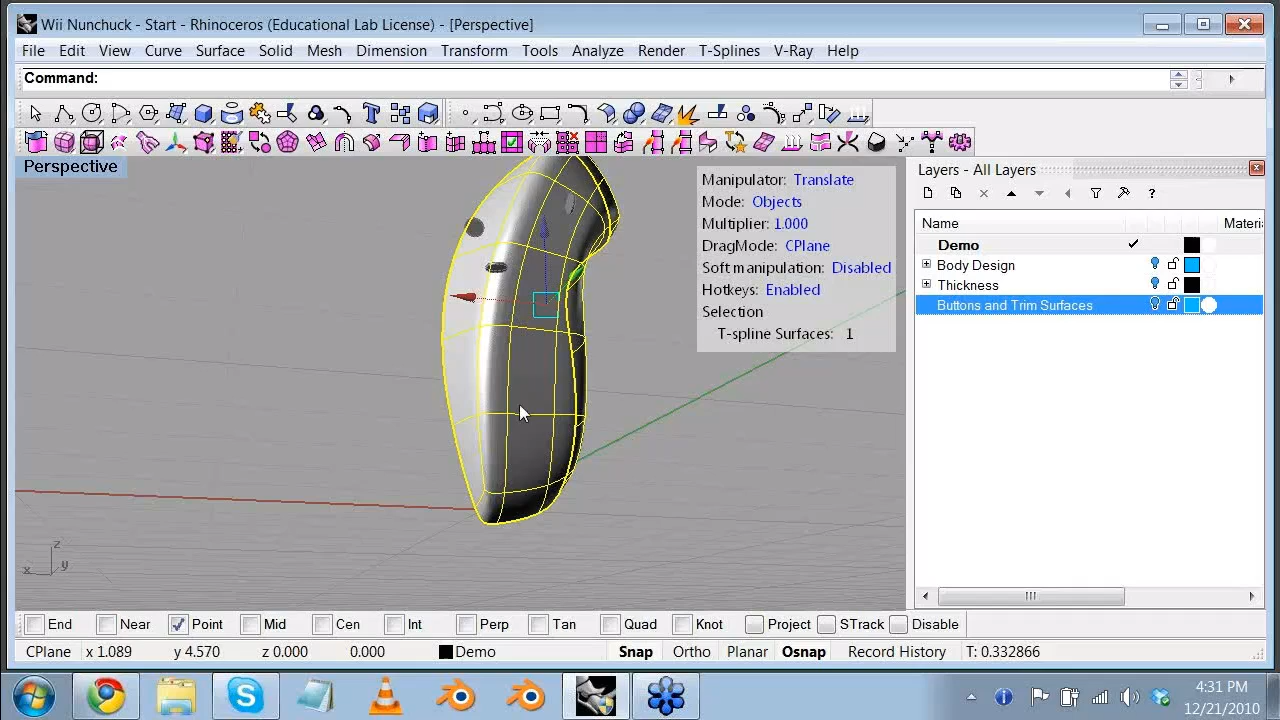 Wii Nunchuck - Start - Rhinoceros (Educational Lab License) - [Perspective]
File Edit View Curve Surface Solid Mesh Dimension Transform Tools Analyze Render T-Splines V-Ray Help
Command:
Perspective
Manipulator: Translate
Mode: Objects
Multiplier: 1.000
DragMode: CPlane
Soft manipulation: Disabled
Hotkeys: Enabled
Selection
T-spline Surfaces: 1
z
x y
Layers - All Layers
Name Materi
Demo
Body Design
Thickness
Buttons and Trim Surfaces
End Near Point Mid Cen Int Perp Tan Quad Knot Project STrack Disable
CPlane x 1.089 y 4.570 z 0.000 0.000 Demo Snap Ortho Planar Osnap Record History T: 0.332866
4:31 PM
12/21/2010